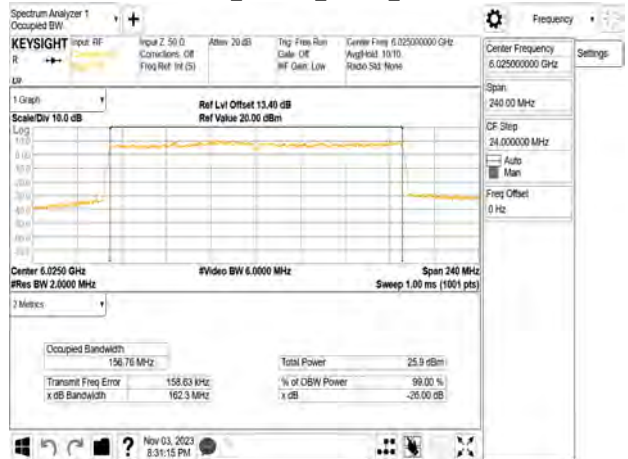 Spectrum Analyzer 1
Occupied BW
Frequency
KEYSIGHT
Input: RF
Input Z: 50 Ω
Corrections: Off
Freq Ref: Int (S)
Atten: 20 dB
Trig: Free Run
Gate: Off
#IF Gain: Low
Center Freq: 6.025000000 GHz
Avg|Hold: 10/10
Radio Std: None
Center Frequency
6.025000000 GHz
Settings
Span
240.00 MHz
CF Step
24.000000 MHz
Auto
Man
Freq Offset
0 Hz
1 Graph
Scale/Div 10.0 dB
Ref Lvl Offset 13.40 dB
Ref Value 20.00 dBm
Log
Center 6.0250 GHz
#Res BW 2.0000 MHz
#Video BW 6.0000 MHz
Span 240 MHz
Sweep 1.00 ms (1001 pts)
2 Metrics
Occupied Bandwidth
156.76 MHz
Total Power
25.9 dBm
Transmit Freq Error
158.63 kHz
% of OBW Power
99.00 %
x dB Bandwidth
162.3 MHz
x dB
-26.00 dB
Nov 03, 2023
8:31:15 PM